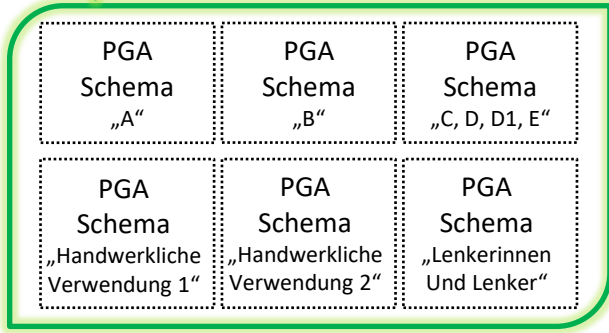 PGA
Schema
„A“
PGA
Schema
„B“
PGA
Schema
„C, D, D1, E“
PGA
Schema
„Handwerkliche
Verwendung 1“
PGA
Schema
„Handwerkliche
Verwendung 2“
PGA
Schema
„Lenkerinnen
Und Lenker“